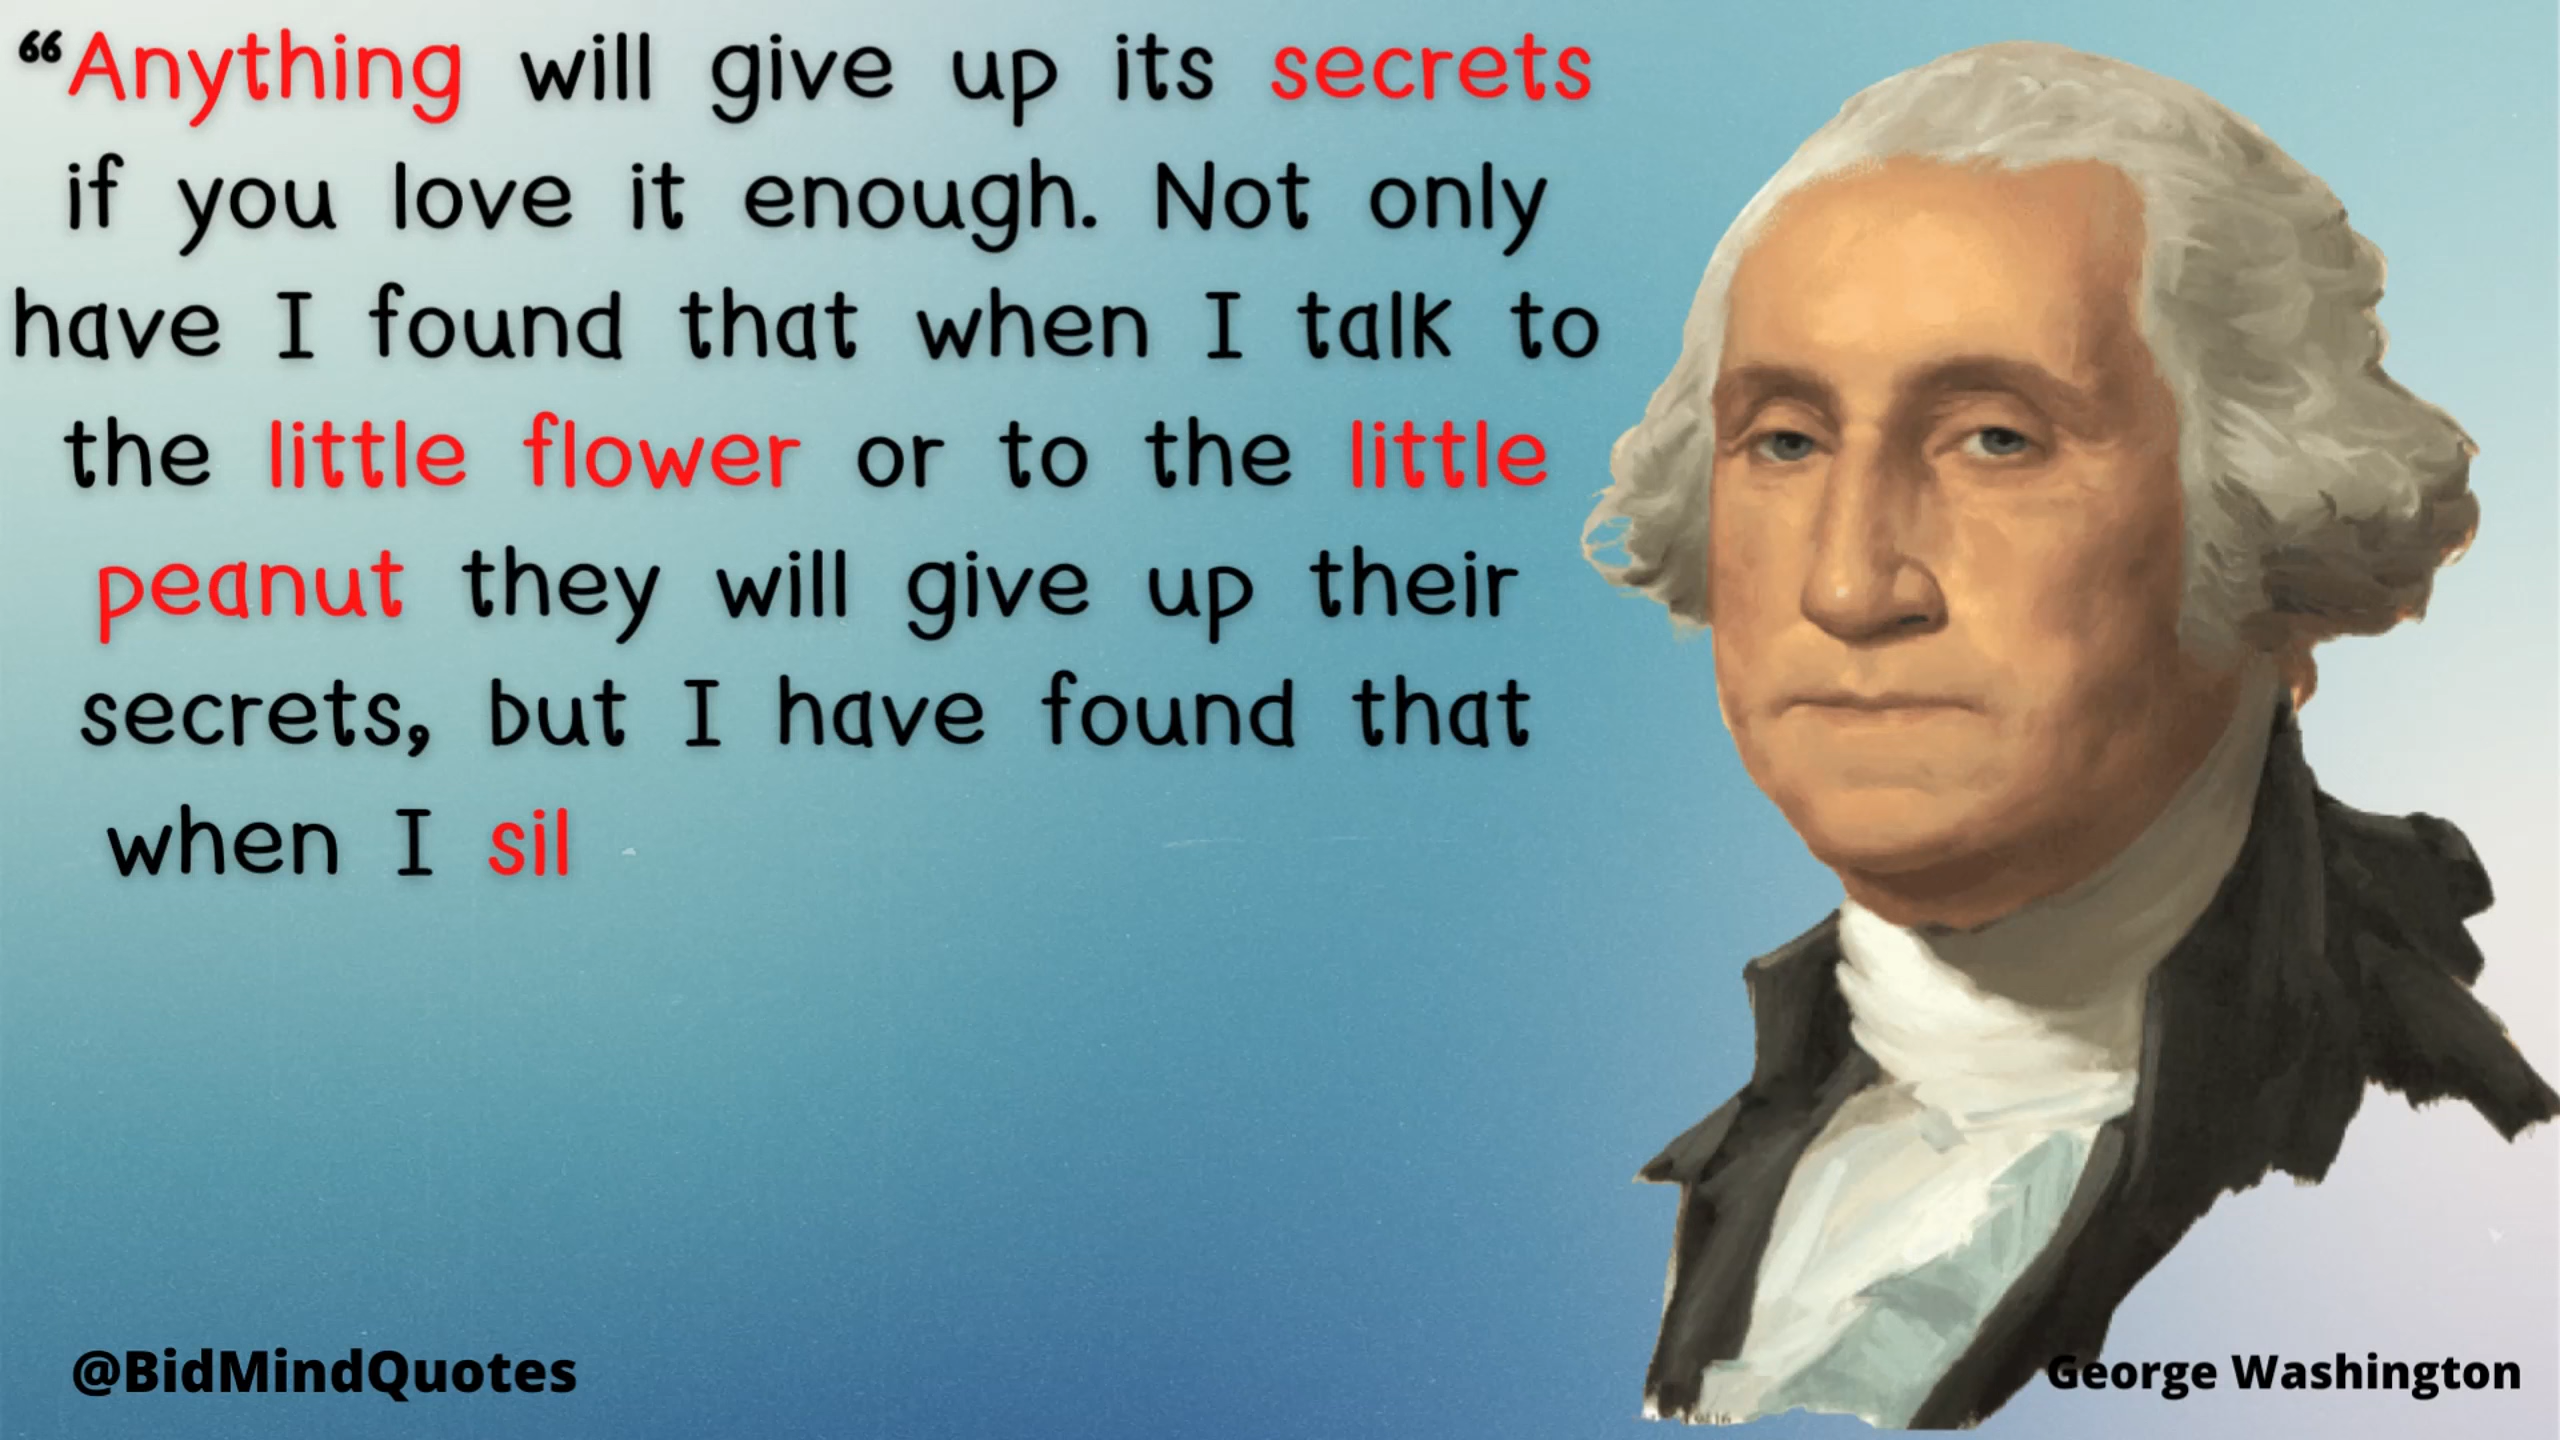 “Anything will give up its secrets
if you love it enough. Not only
have I found that when I talk to
the little flower or to the little
peanut they will give up their
secrets, but I have found that
when I sil
@BidMindQuotes
George Washington